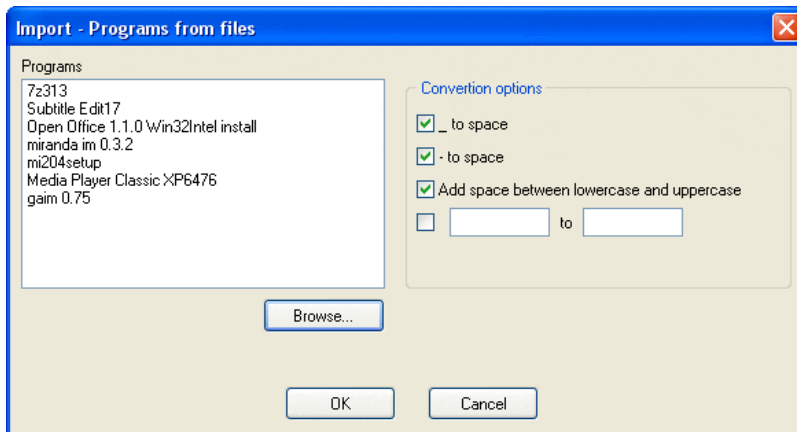 Import - Programs from files
Programs
7z313
Subtitle Edit17
Open Office 1.1.0 Win32Intel install
miranda im 0.3.2
mi204setup
Media Player Classic XP6476
gaim 0.75
Convertion options
_ to space
- to space
Add space between lowercase and uppercase
to
Browse...
OK Cancel